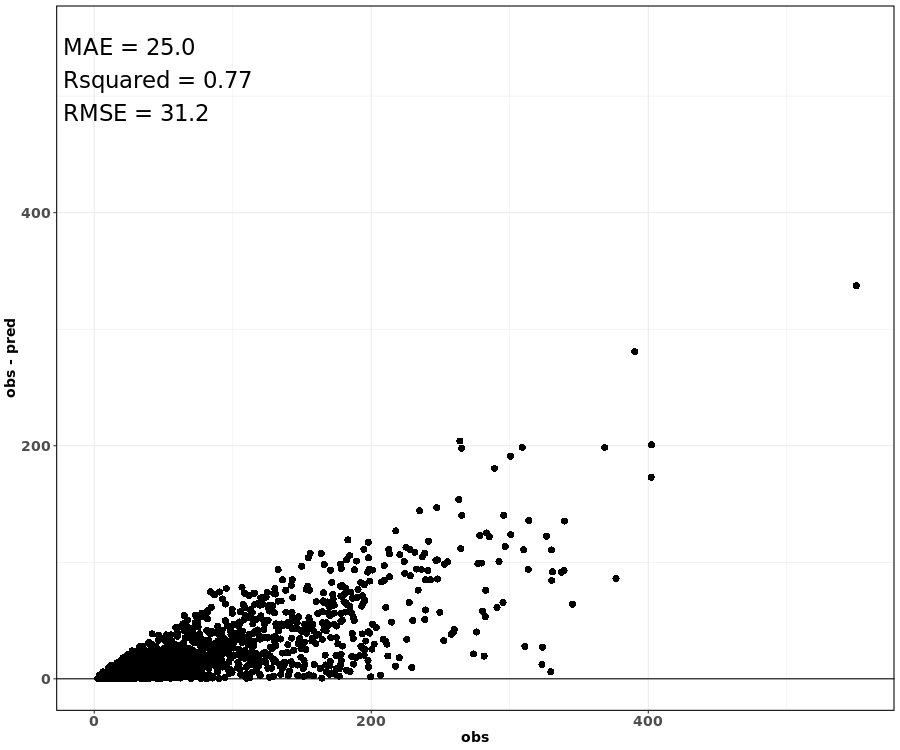 MAE = 25.0
Rsquared = 0.77
RMSE = 31.2
400
200
0
obs - pred
0
200
400
obs